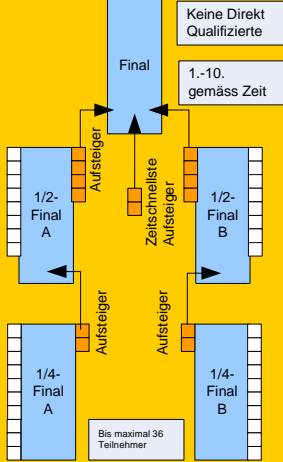 Keine Direkt
Qualifizierte
Final
1.-10.
gemäss Zeit
Aufsteiger
Zeitschnellste
Aufsteiger
Aufsteiger
1/2-
Final
A
1/2-
Final
B
Aufsteiger
Aufsteiger
1/4-
Final
A
1/4-
Final
B
Bis maximal 36
Teilnehmer